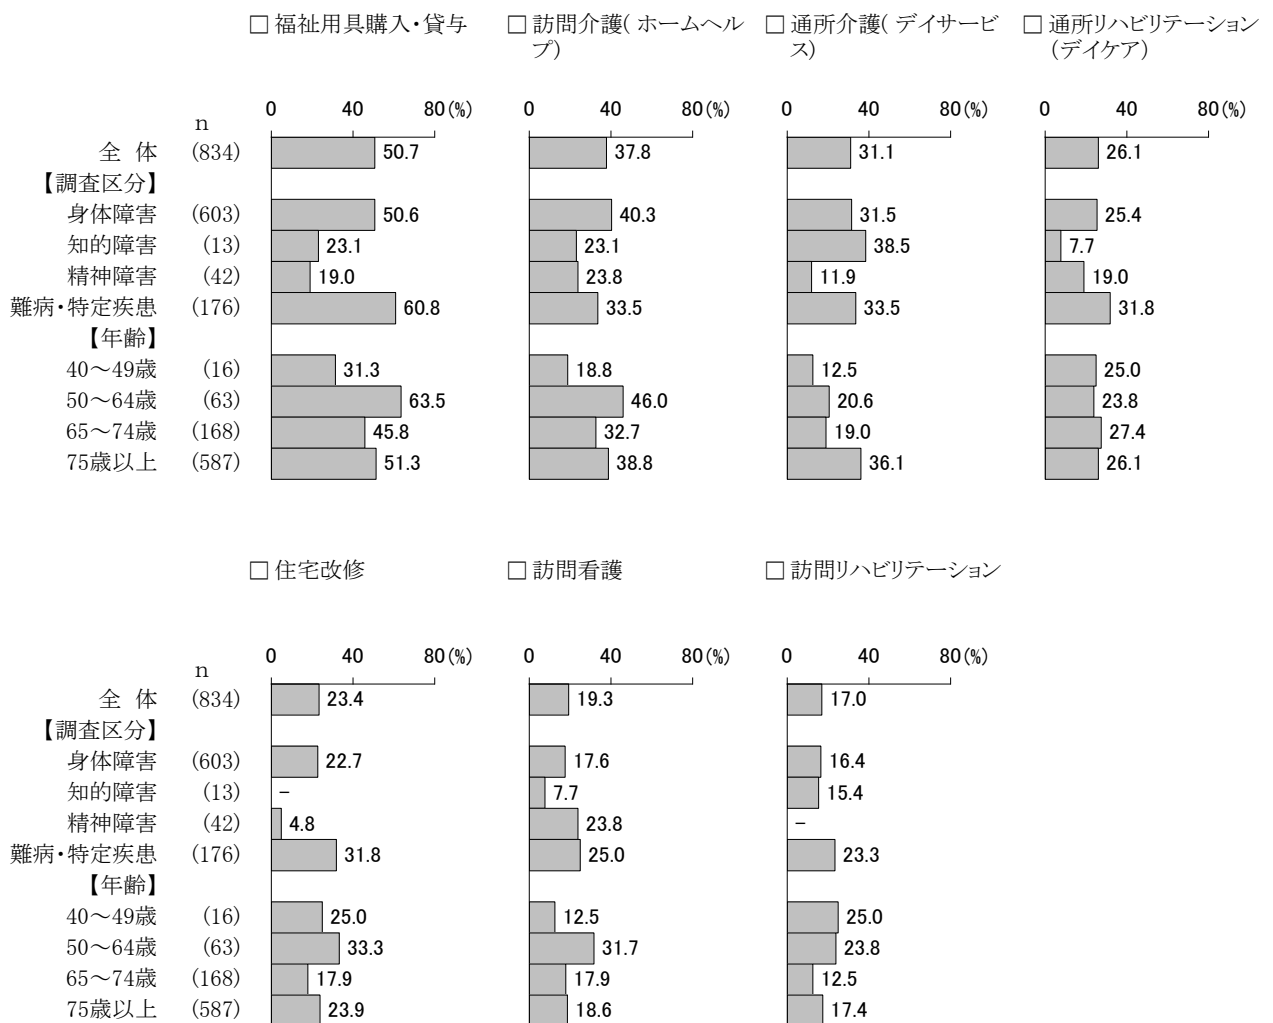 □ 福祉用具購入・貸与 □ 訪問介護( ホームヘル □ 通所介護( デイサービ □ 通所リハビリテーション
プ) ス) (デイケア)
n 0 40 80(%) 0 40 80(%) 0 40 80(%) 0 40 80(%)
全 体 (834) 50.7 37.8 31.1 26.1
【調査区分】
身体障害 (603) 50.6 40.3 31.5 25.4
知的障害 (13) 23.1 23.1 38.5 7.7
精神障害 (42) 19.0 23.8 11.9 19.0
難病・特定疾患 (176) 60.8 33.5 33.5 31.8
【年齢】
40～49歳 (16) 31.3 18.8 12.5 25.0
50～64歳 (63) 63.5 46.0 20.6 23.8
65～74歳 (168) 45.8 32.7 19.0 27.4
75歳以上 (587) 51.3 38.8 36.1 26.1
□ 住宅改修 □ 訪問看護 □ 訪問リハビリテーション
n 0 40 80(%) 0 40 80(%) 0 40 80(%)
全 体 (834) 23.4 19.3 17.0
【調査区分】
身体障害 (603) 22.7 17.6 16.4
知的障害 (13) － 7.7 15.4
精神障害 (42) 4.8 23.8 －
難病・特定疾患 (176) 31.8 25.0 23.3
【年齢】
40～49歳 (16) 25.0 12.5 25.0
50～64歳 (63) 33.3 31.7 23.8
65～74歳 (168) 17.9 17.9 12.5
75歳以上 (587) 23.9 18.6 17.4